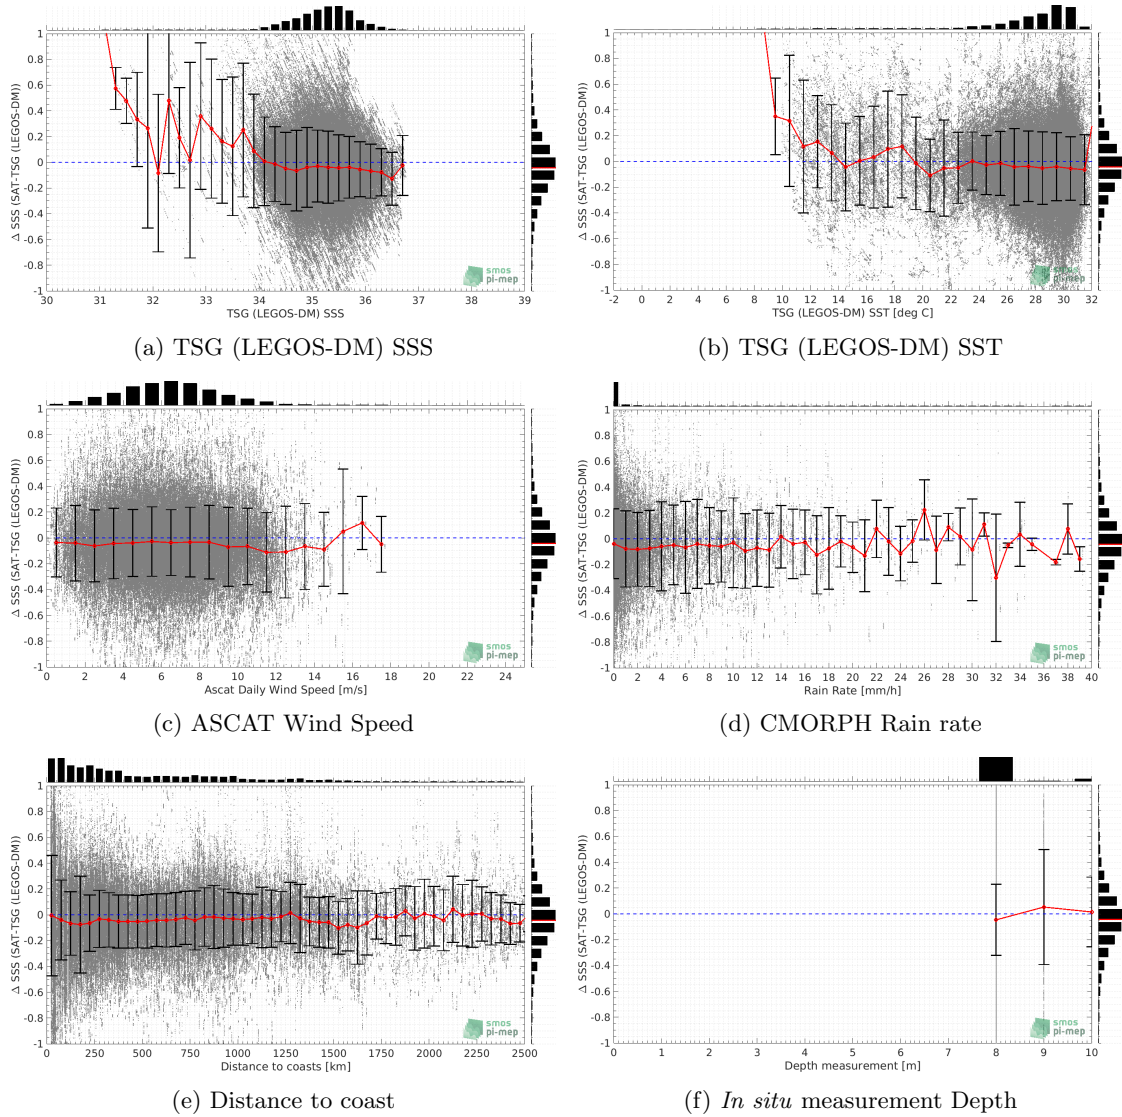 1
0.8
0.6
0.4
0.2
0
-0.2
-0.4
-0.6
-0.8
-1
Δ SSS (SAT-TSG (LEGOS-DM))
smos
pi-mep
30 31 32 33 34 35 36 37 38 39
TSG (LEGOS-DM) SSS
(a) TSG (LEGOS-DM) SSS
1
0.8
0.6
0.4
0.2
0
-0.2
-0.4
-0.6
-0.8
-1
Δ SSS (SAT-TSG (LEGOS-DM))
smos
pi-mep
-2 0 2 4 6 8 10 12 14 16 18 20 22 24 26 28 30 32
TSG (LEGOS-DM) SST [deg C]
(b) TSG (LEGOS-DM) SST
1
0.8
0.6
0.4
0.2
0
-0.2
-0.4
-0.6
-0.8
-1
Δ SSS (SAT-TSG (LEGOS-DM))
smos
pi-mep
0 2 4 6 8 10 12 14 16 18 20 22 24
Ascat Daily Wind Speed [m/s]
(c) ASCAT Wind Speed
1
0.8
0.6
0.4
0.2
0
-0.2
-0.4
-0.6
-0.8
-1
Δ SSS (SAT-TSG (LEGOS-DM))
smos
pi-mep
0 2 4 6 8 10 12 14 16 18 20 22 24 26 28 30 32 34 36 38 40
Rain Rate [mm/h]
(d) CMORPH Rain rate
1
0.8
0.6
0.4
0.2
0
-0.2
-0.4
-0.6
-0.8
-1
Δ SSS (SAT-TSG (LEGOS-DM))
smos
pi-mep
0 250 500 750 1000 1250 1500 1750 2000 2250 2500
Distance to coasts [km]
(e) Distance to coast
1
0.8
0.6
0.4
0.2
0
-0.2
-0.4
-0.6
-0.8
-1
Δ SSS (SAT-TSG (LEGOS-DM))
smos
pi-mep
0 1 2 3 4 5 6 7 8 9 10
Depth measurement [m]
(f) In situ measurement Depth